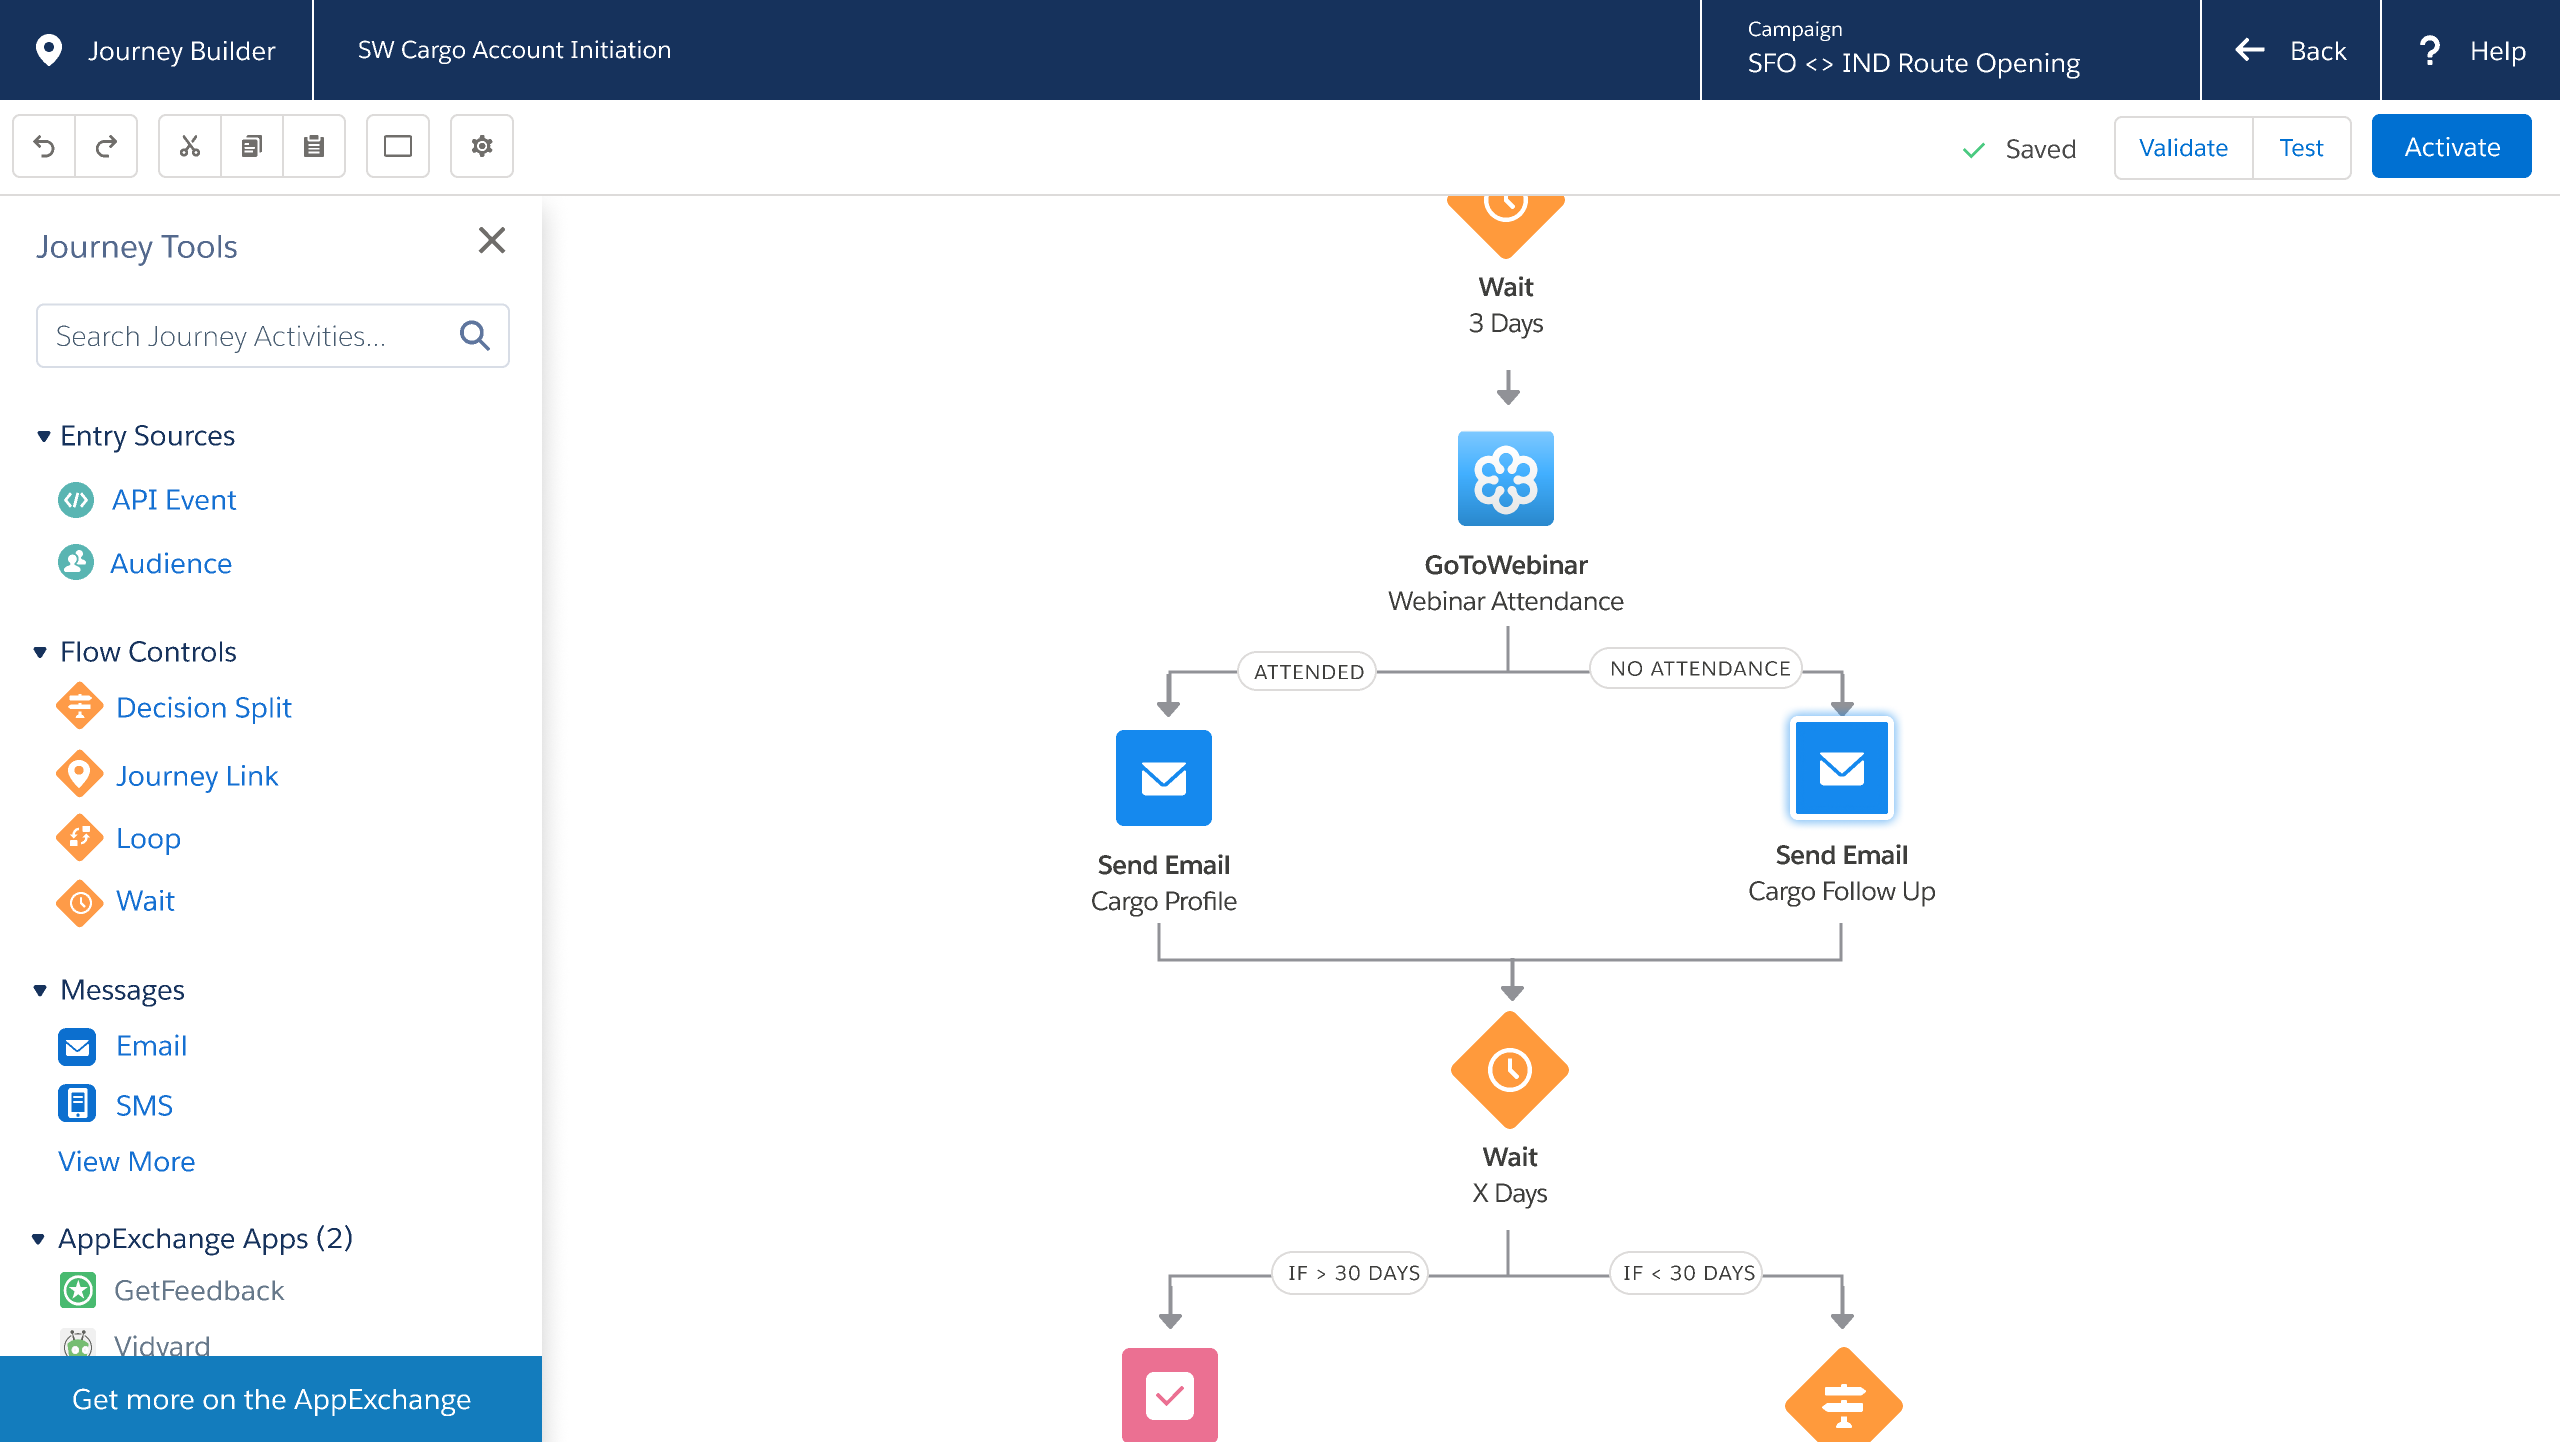 Journey Builder
SW Cargo Account Initiation
Campaign
SFO <> IND Route Opening
Back
Help
Saved
Validate
Test
Activate
Journey Tools
Search Journey Activities...
Entry Sources
API Event
Audience
Flow Controls
Decision Split
Journey Link
Loop
Wait
Messages
Email
SMS
View More
AppExchange Apps (2)
GetFeedback
Vidyard
Get more on the AppExchange
Wait
3 Days
GoToWebinar
Webinar Attendance
ATTENDED
NO ATTENDANCE
Send Email
Cargo Profile
Send Email
Cargo Follow Up
Wait
X Days
IF > 30 DAYS
IF < 30 DAYS